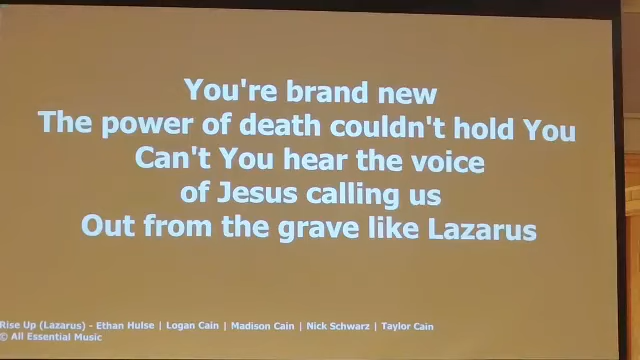 You're brand new
The power of death couldn't hold You
Can't You hear the voice
of Jesus calling us
Out from the grave like Lazarus
Rise Up (Lazarus) - Ethan Hulse | Logan Cain | Madison Cain | Nick Schwarz | Taylor Cain
© All Essential Music